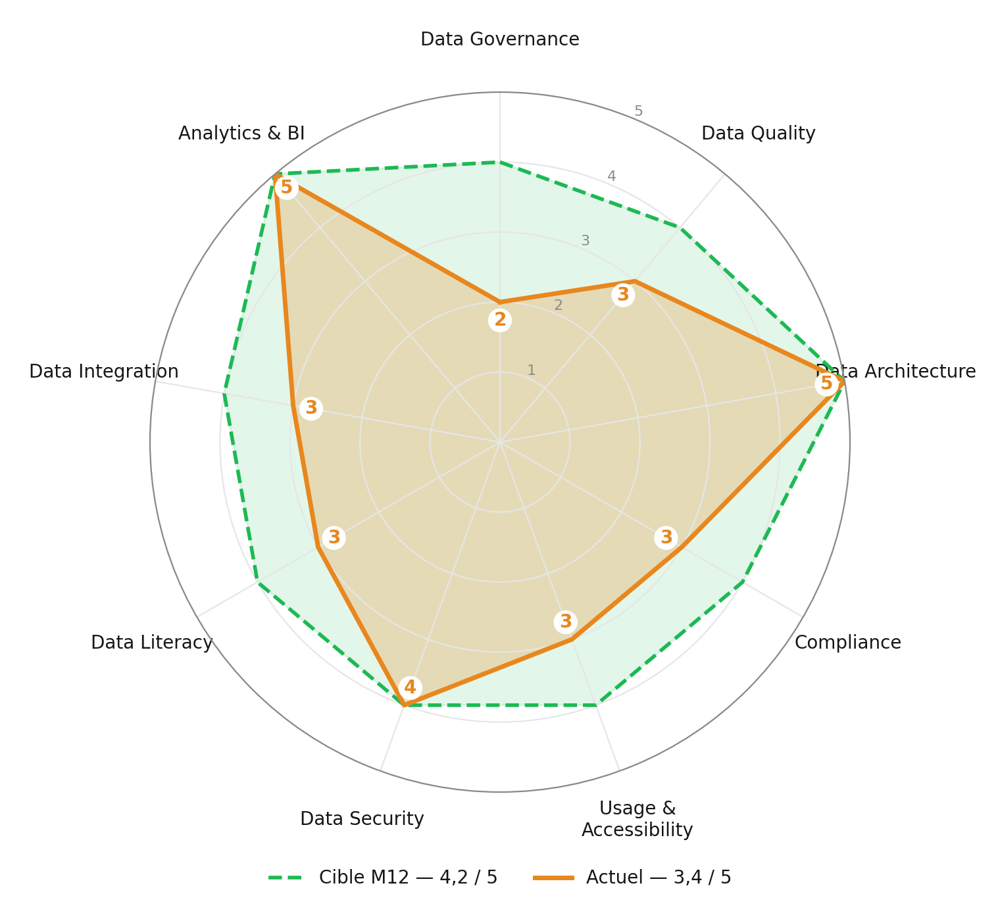 Data Governance
5
Analytics & BI
Data Quality
4
5
3
3
2
2
1
Data Integration
Data Architecture
5
3
3
3
3
Data Literacy
Compliance
4
Usage &
Accessibility
Data Security
Cible M12 — 4,2 / 5
Actuel — 3,4 / 5